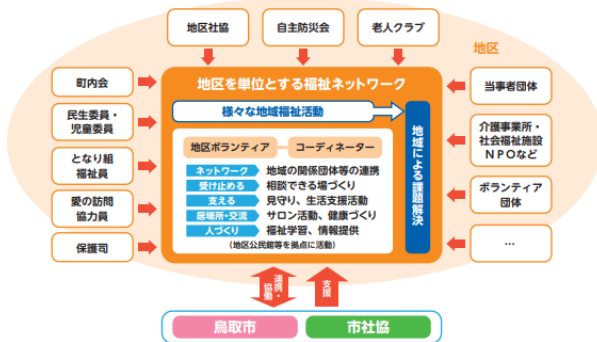 地区社協
自主防災会
老人クラブ
地区
町内会
民生委員・
児童委員
となり組
福祉員
愛の訪問
協力員
保護司
地区を単位とする福祉ネットワーク
様々な地域福祉活動
地区ボランティア
コーディネーター
ネットワーク 地域の関係団体等の連携
受け止める 相談できる場づくり
支える 見守り、生活支援活動
居場所・交流 サロン活動、健康づくり
人づくり 福祉学習、情報提供
(地区公民館等を拠点に活動)
地域による課題解決
当事者団体
介護事業所・
社会福祉施設
NPOなど
ボランティア
団体
…
連携・
協働
支援
鳥取市
市社協